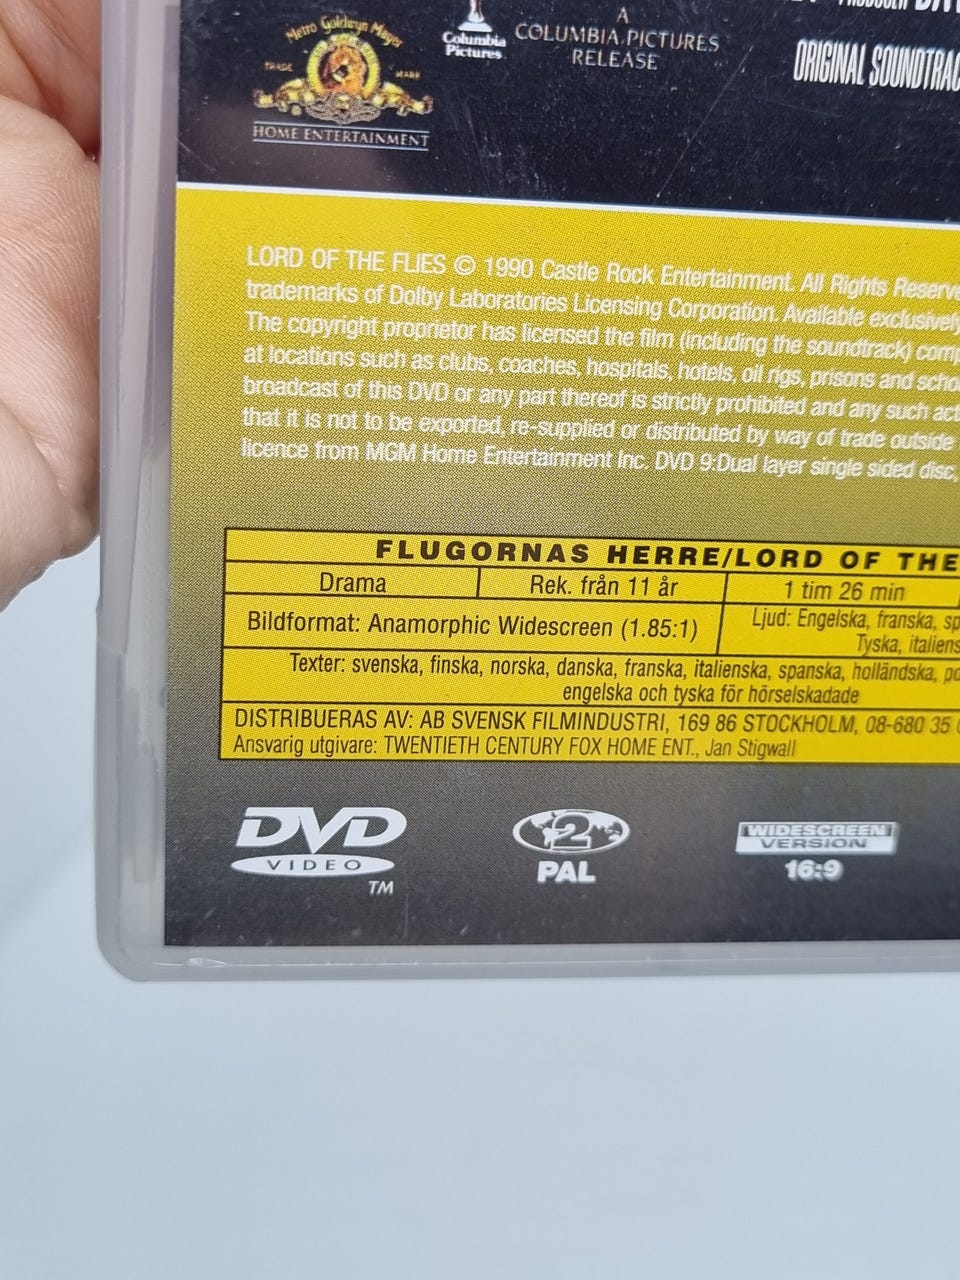 Metro Goldwyn Mayer
TRADE MARK
HOME ENTERTAINMENT
Columbia
Pictures
A
COLUMBIA PICTURES
RELEASE
PRODUCER
ORIGINAL SOUNDTRAC
LORD OF THE FLIES © 1990 Castle Rock Entertainment. All Rights Reserve
trademarks of Dolby Laboratories Licensing Corporation. Available exclusively
The copyright proprietor has licensed the film (including the soundtrack) comp
at locations such as clubs, coaches, hospitals, hotels, oil rigs, prisons and scho
broadcast of this DVD or any part thereof is strictly prohibited and any such act
that it is not to be exported, re-supplied or distributed by way of trade outside
licence from MGM Home Entertainment Inc. DVD 9:Dual layer single sided disc,
FLUGORNAS HERRE/LORD OF THE
Drama
Rek. från 11 år
1 tim 26 min
Bildformat: Anamorphic Widescreen (1.85:1)
Ljud: Engelska, franska, sp
Tyska, italiens
Texter: svenska, finska, norska, danska, franska, italienska, spanska, holländska, po
engelska och tyska för hörselskadade
DISTRIBUERAS AV: AB SVENSK FILMINDUSTRI, 169 86 STOCKHOLM, 08-680 35
Ansvarig utgivare: TWENTIETH CENTURY FOX HOME ENT., Jan Stigwall
DVD
VIDEO
TM
2
PAL
WIDESCREEN
VERSION
16:9